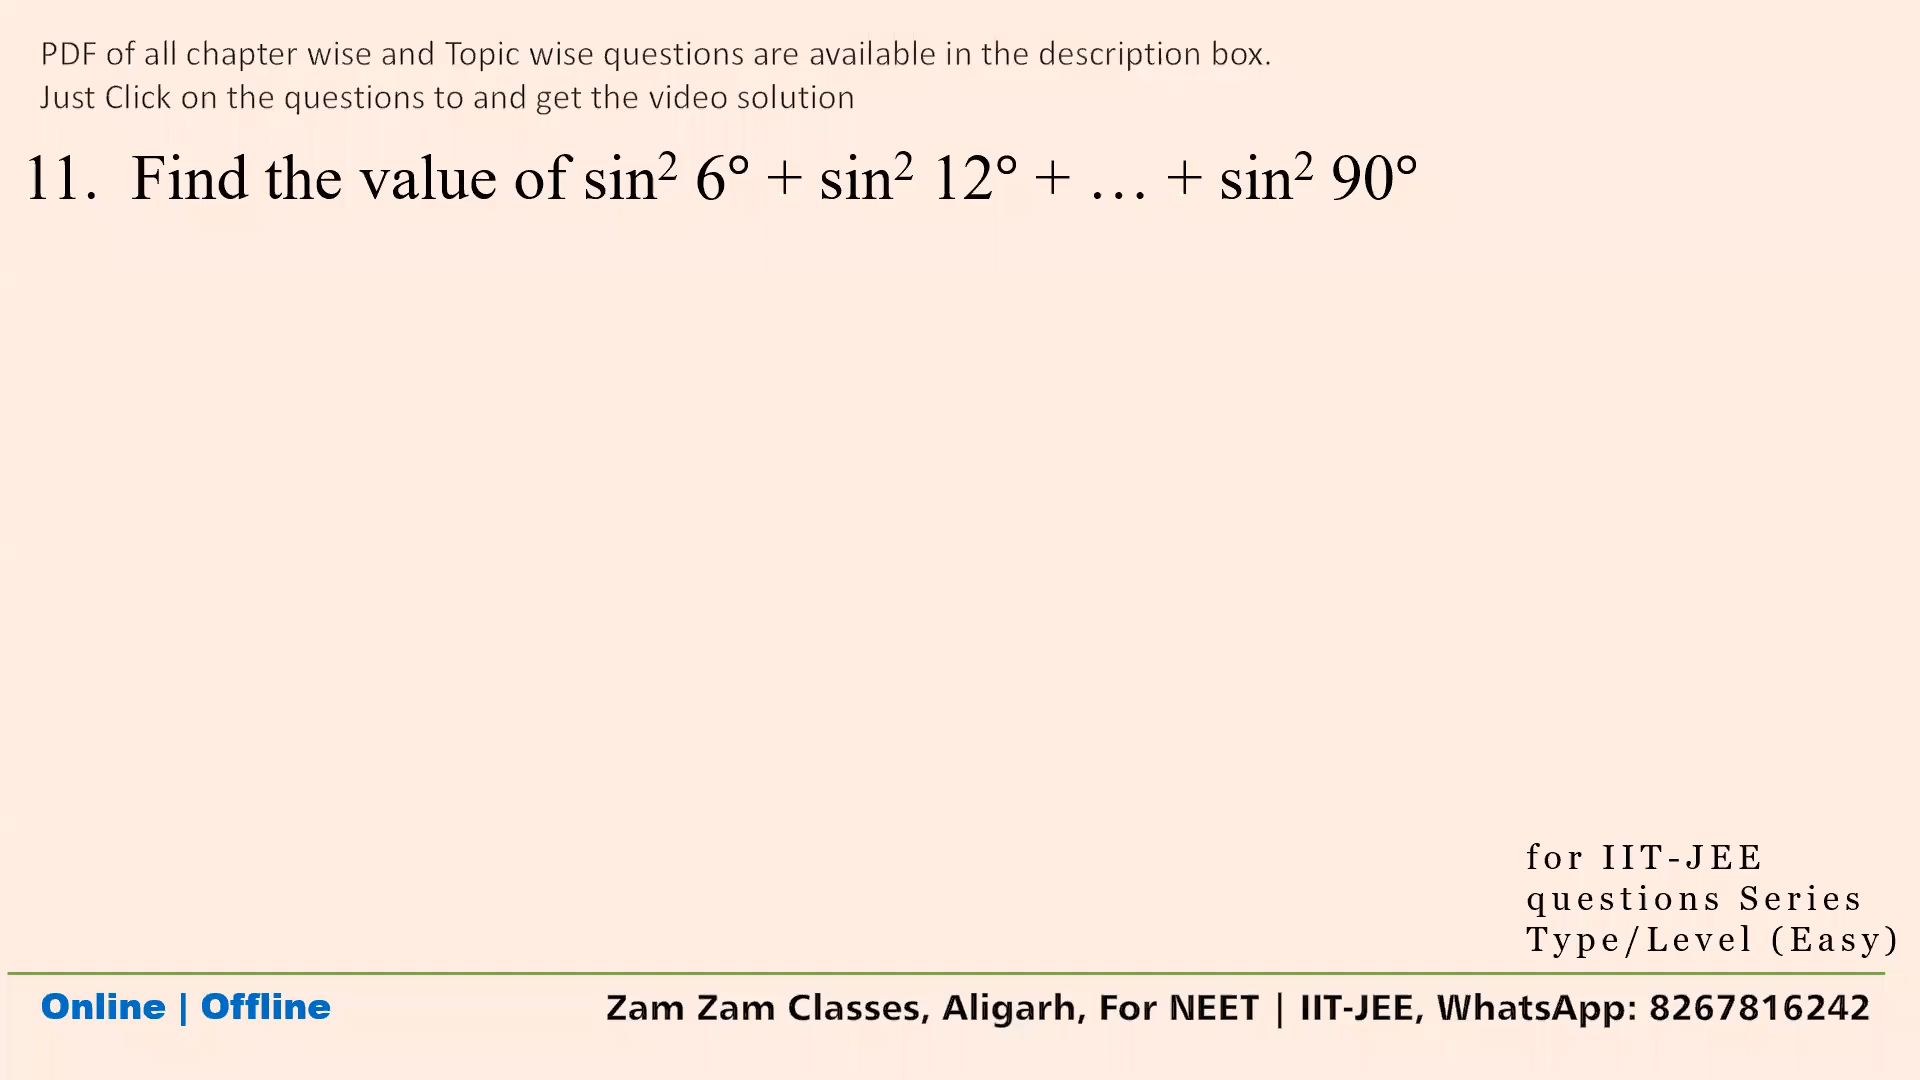 PDF of all chapter wise and Topic wise questions are available in the description box.
Just Click on the questions to and get the video solution
11. Find the value of sin² 6° + sin² 12° + … + sin² 90°
for IIT-JEE
questions Series
Type/Level (Easy)
Online | Offline
Zam Zam Classes, Aligarh, For NEET | IIT-JEE, WhatsApp: 8267816242